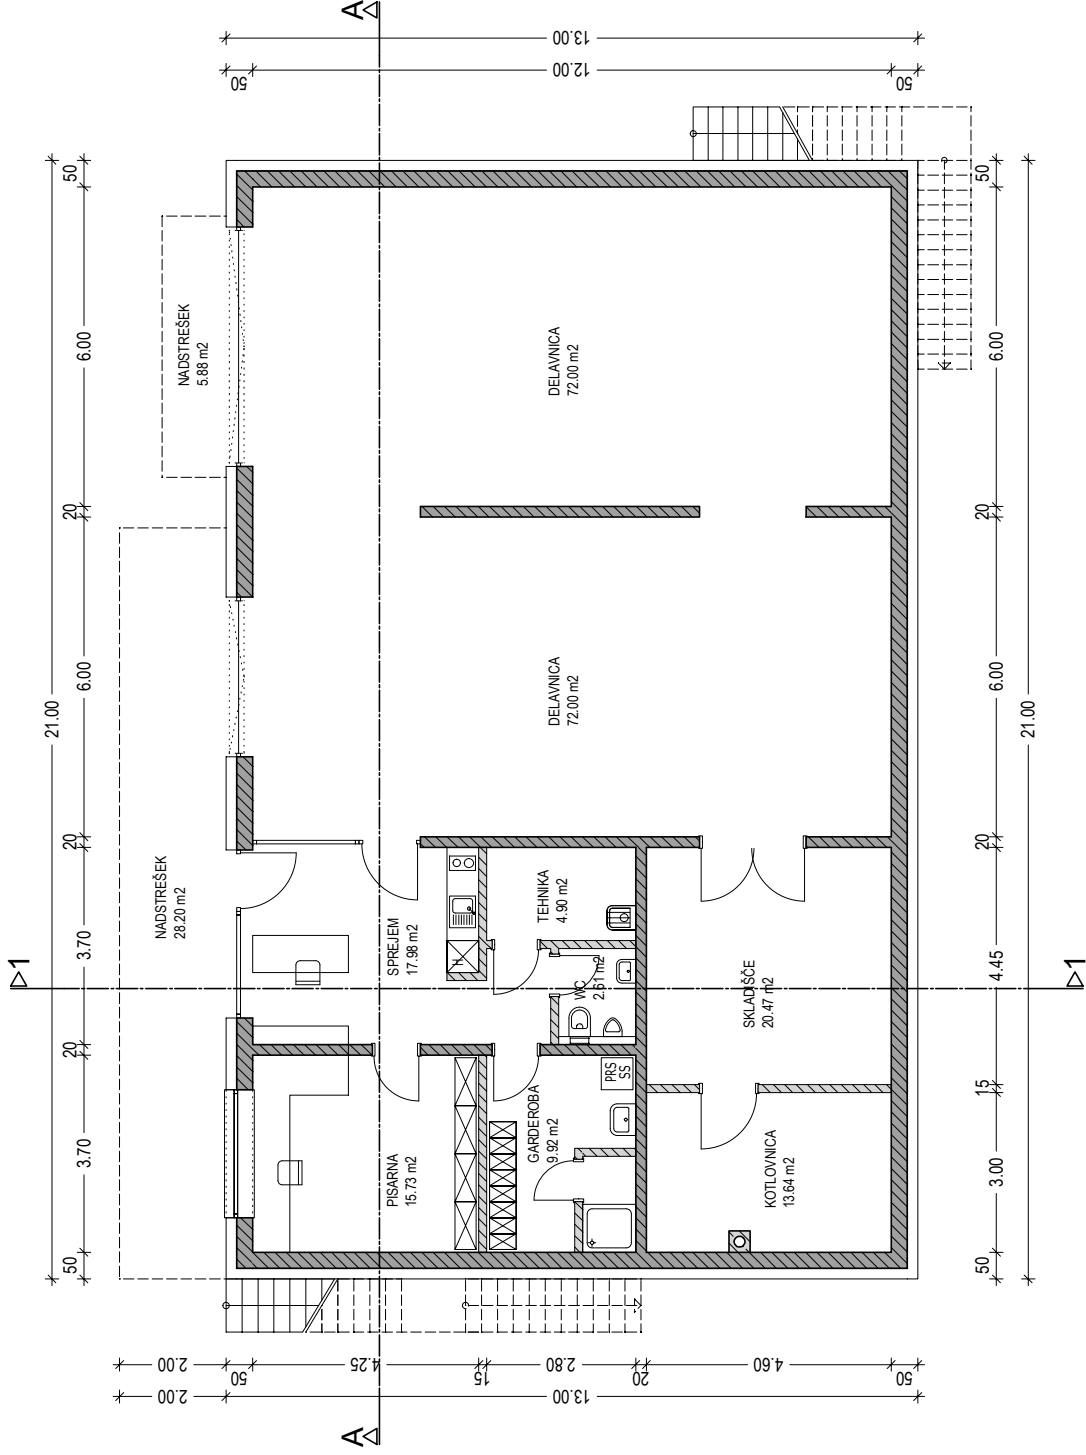 A
13.00
50
12.00
50
21.00
50
6.00
20
6.00
20
3.70
20
3.70
50
NADSTREŠEK
5.88 m2
NADSTREŠEK
28.20 m2
DELAVNICA
72.00 m2
DELAVNICA
72.00 m2
SPREJEM
17.98 m2
H
TEHNIKA
4.90 m2
WC
2.61 m2
SKLADIŠČE
20.47 m2
PISARNA
15.73 m2
GARDEROBA
9.92 m2
PRS
SS
KOTLOVNICA
13.64 m2
1
1
50
6.00
20
6.00
20
4.45
15
3.00
50
21.00
2.00
50
4.25
15
2.80
20
4.60
50
2.00
13.00
A